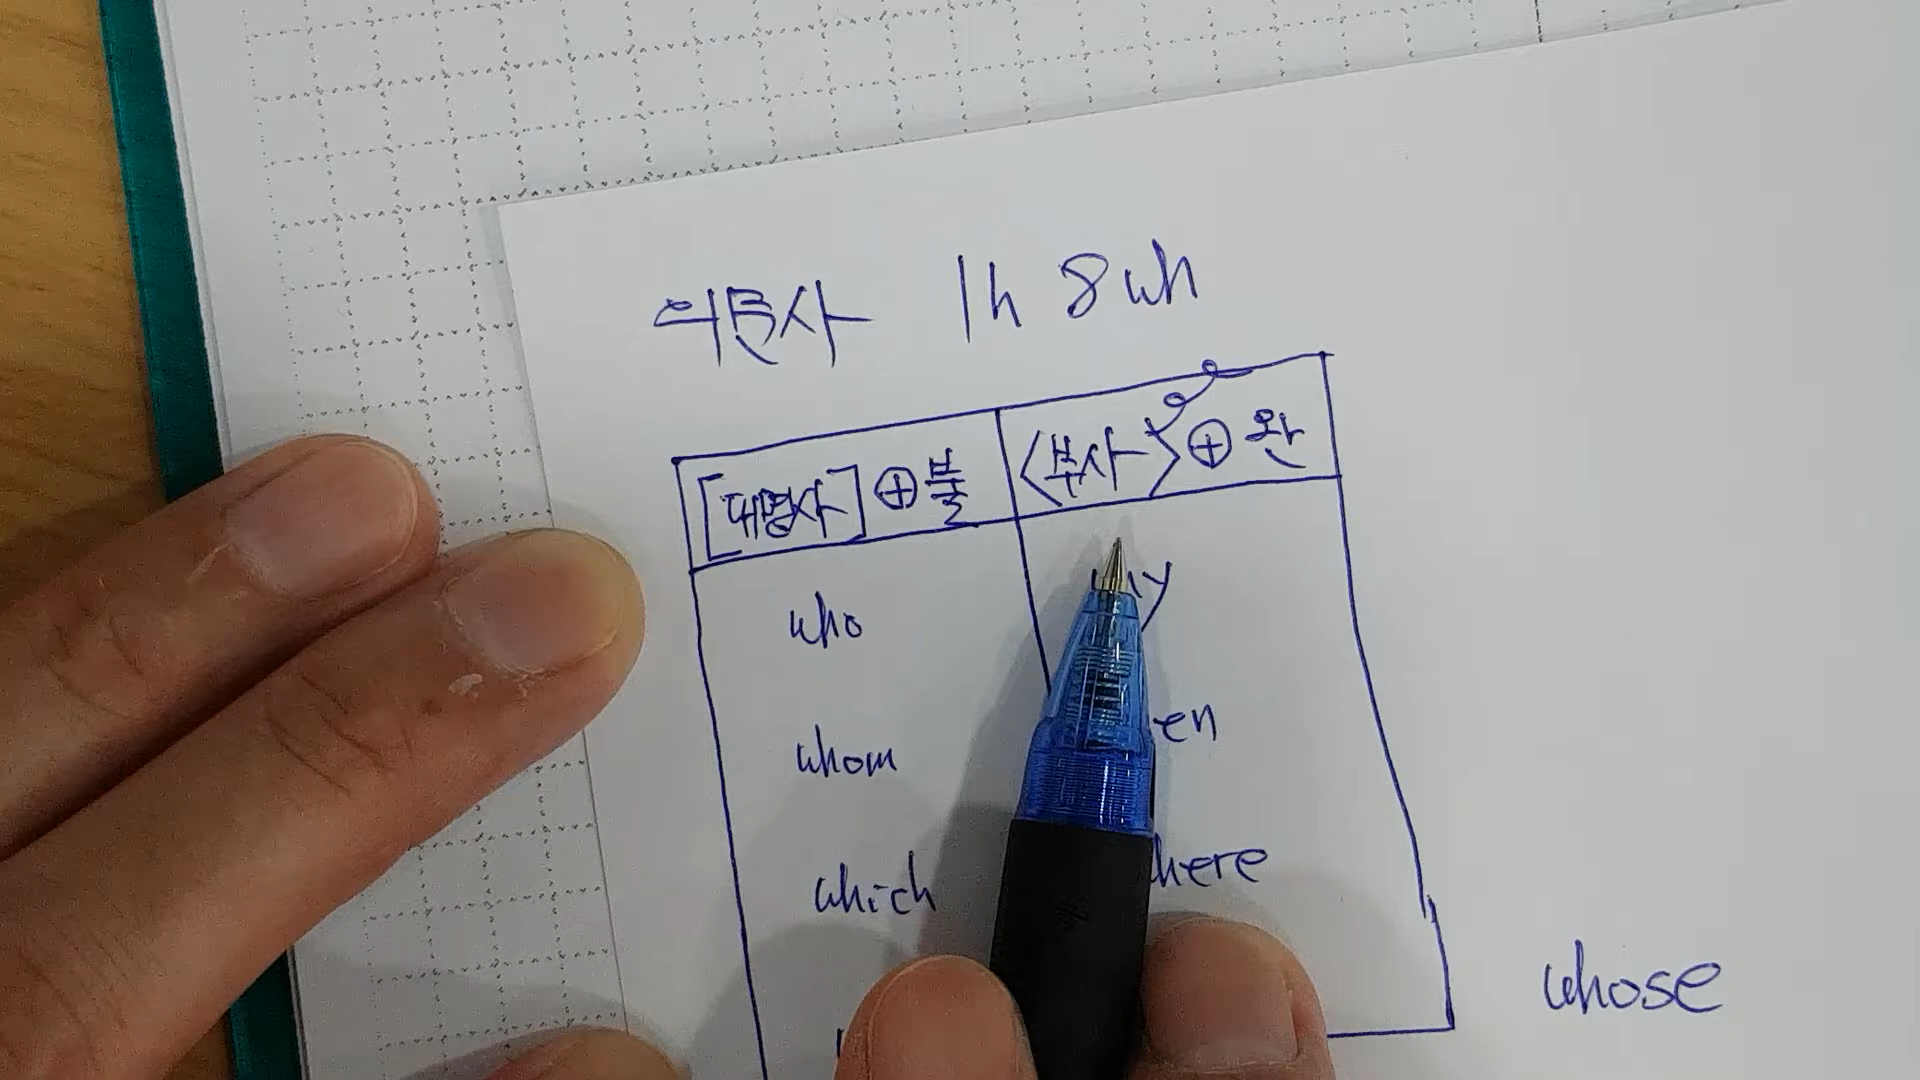 의문사 1h 8wh
[대명사] ⊕ 불 <부사> ⊕ 완
who
whom
which
whose